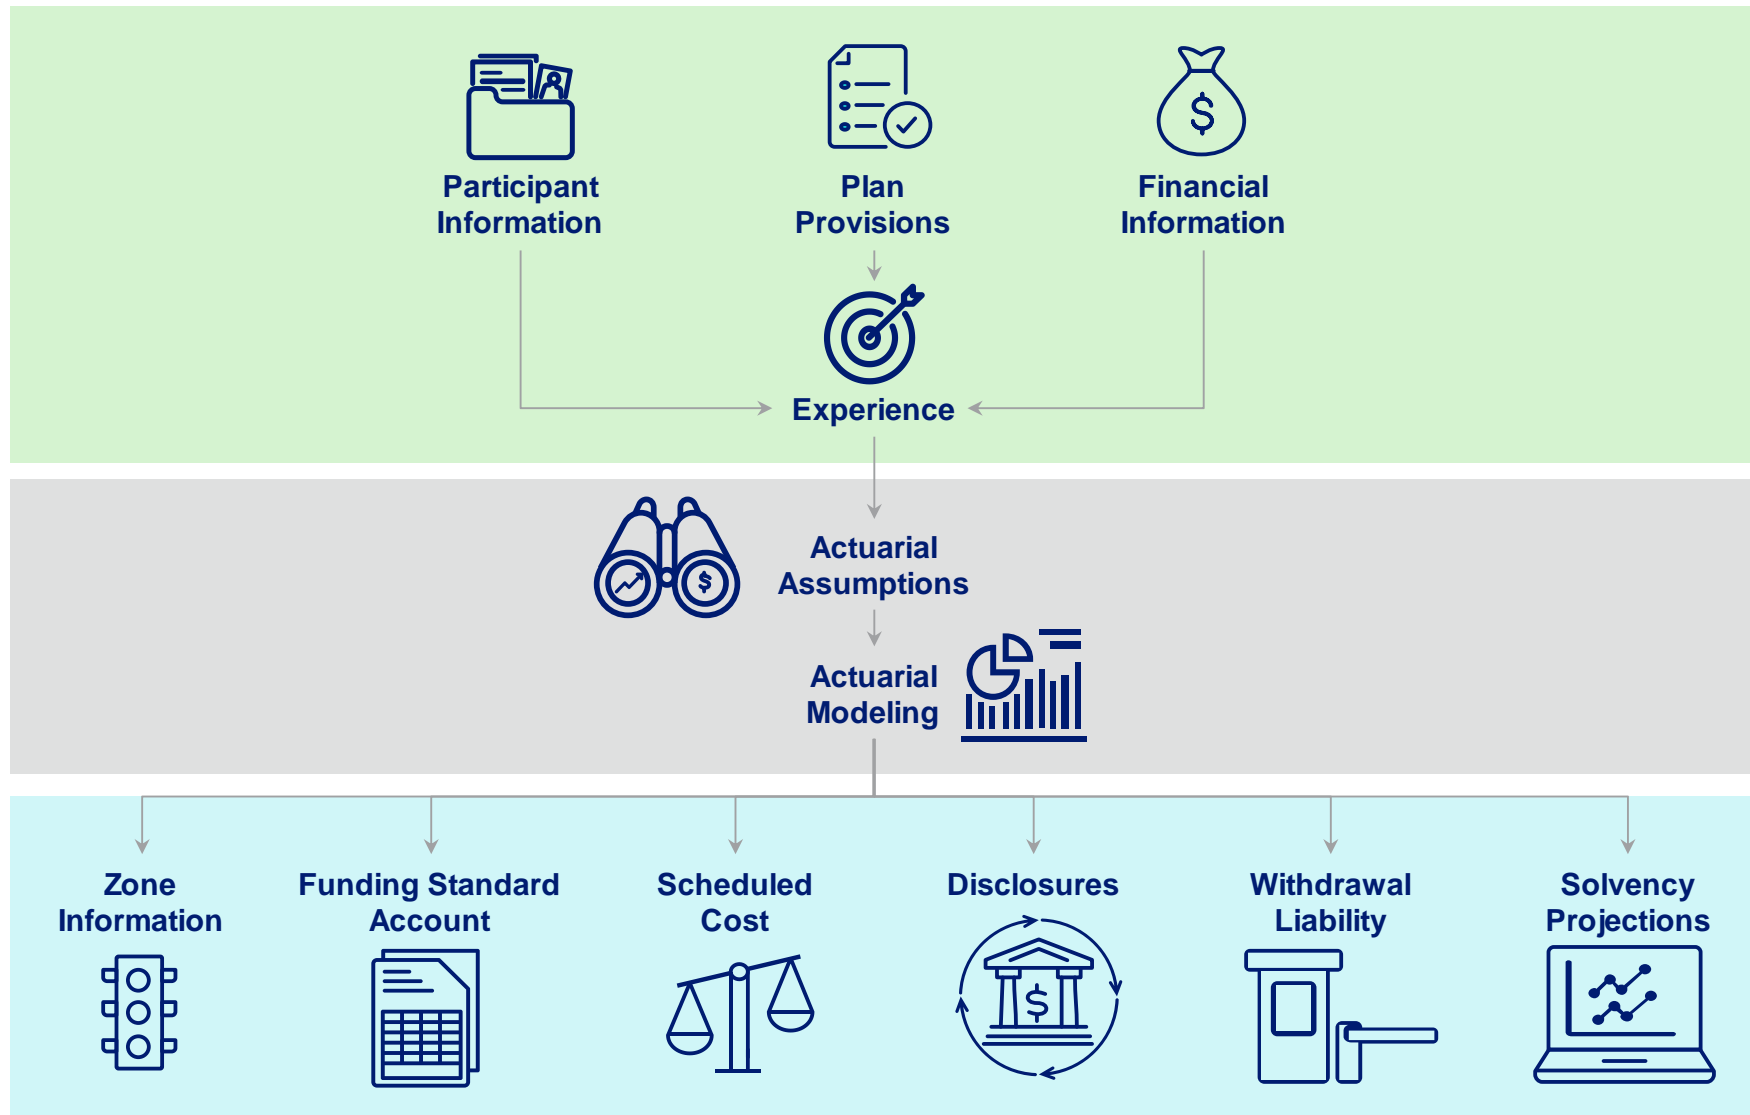 Participant
Information
Plan
Provisions
Financial
Information
$
Experience
Actuarial
Assumptions
$
Actuarial
Modeling
Zone
Information
Funding Standard
Account
Scheduled
Cost
Disclosures
$
Withdrawal
Liability
Solvency
Projections